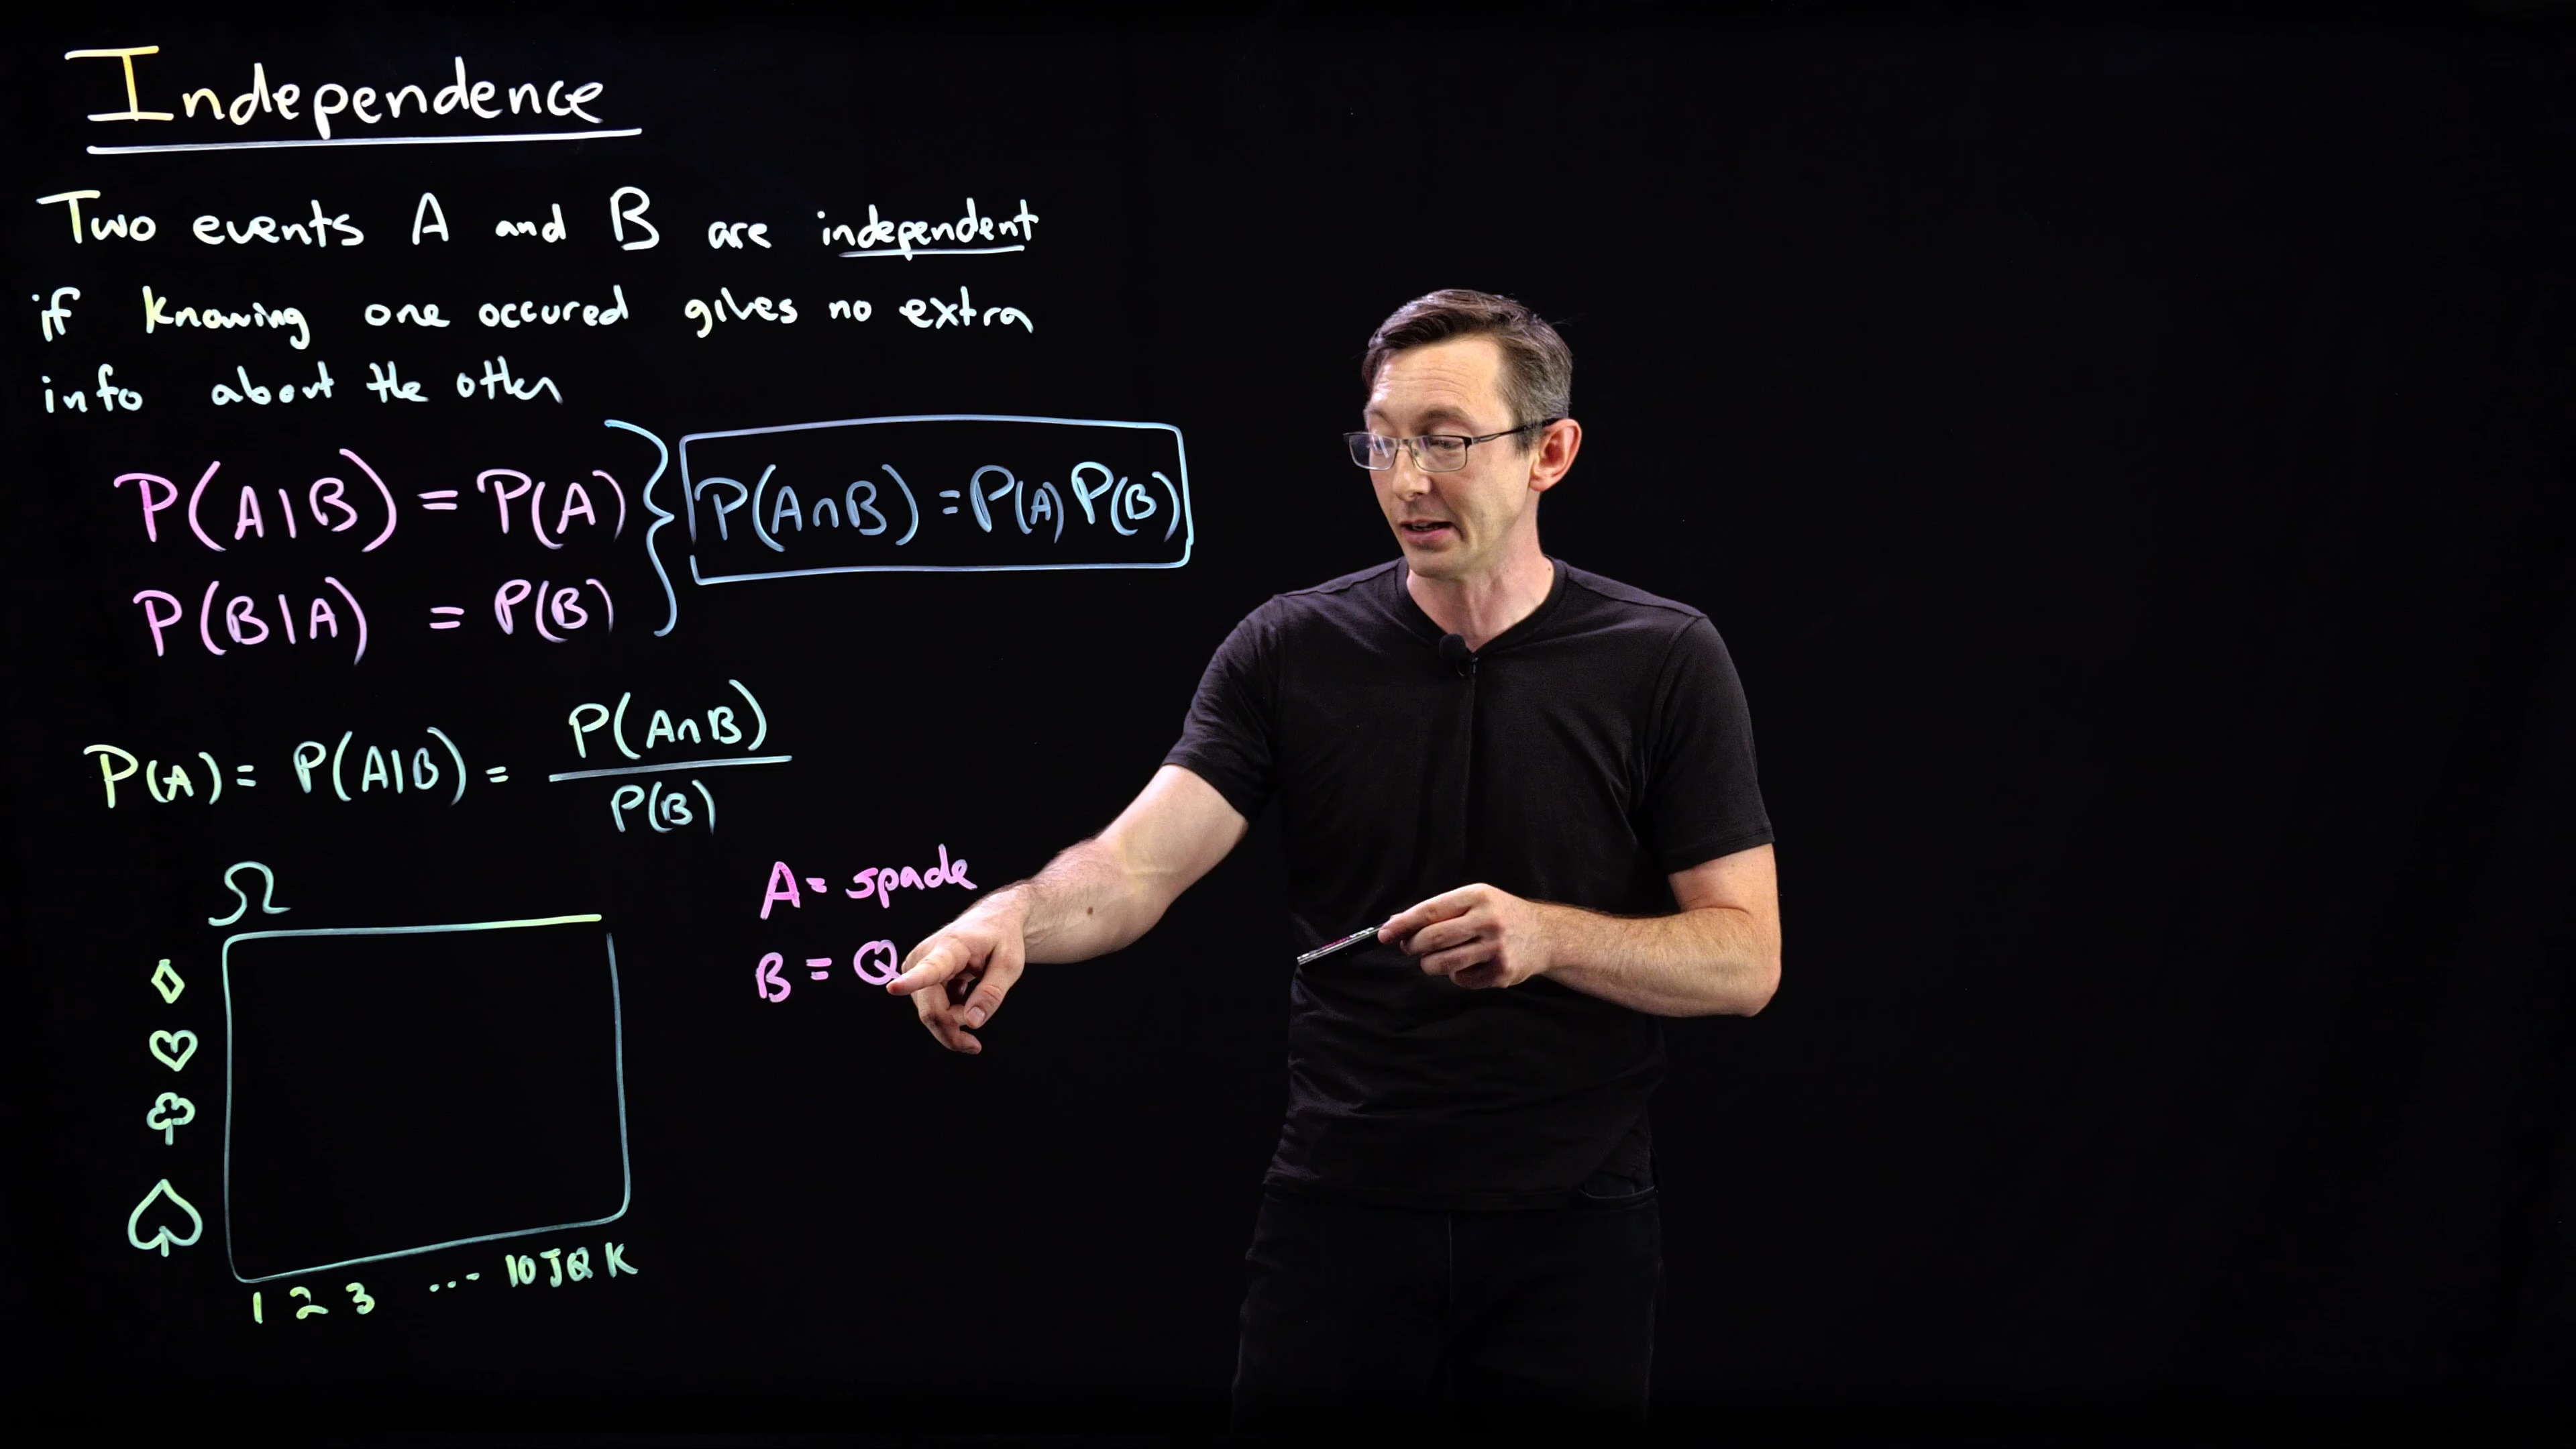 Independence
Two events A and B are independent
if knowing one occured gives no extra
info about the other
P(A|B) = P(A)
P(B|A) = P(B)
P(A∩B) = P(A) P(B)
P(A) = P(A|B) = P(A∩B) / P(B)
Ω
A = spade
B = Q
♢
♡
♧
♤
1 2 3 ... 10 J Q K